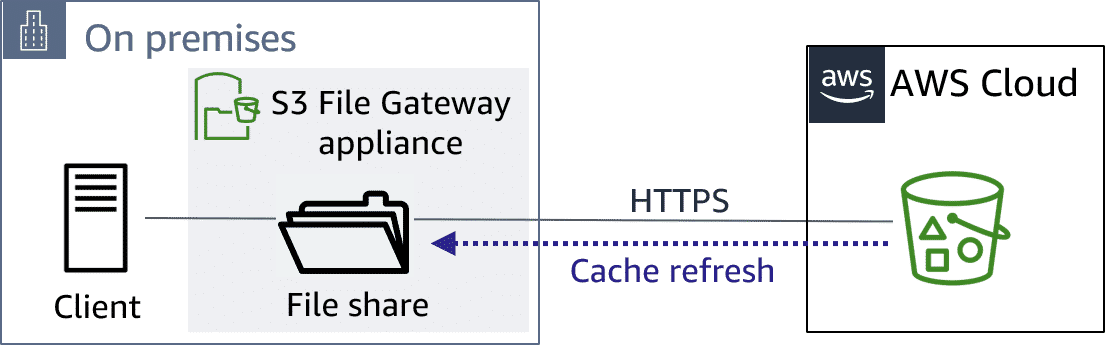 On premises
S3 File Gateway
appliance
Client
File share
HTTPS
Cache refresh
aws
AWS Cloud